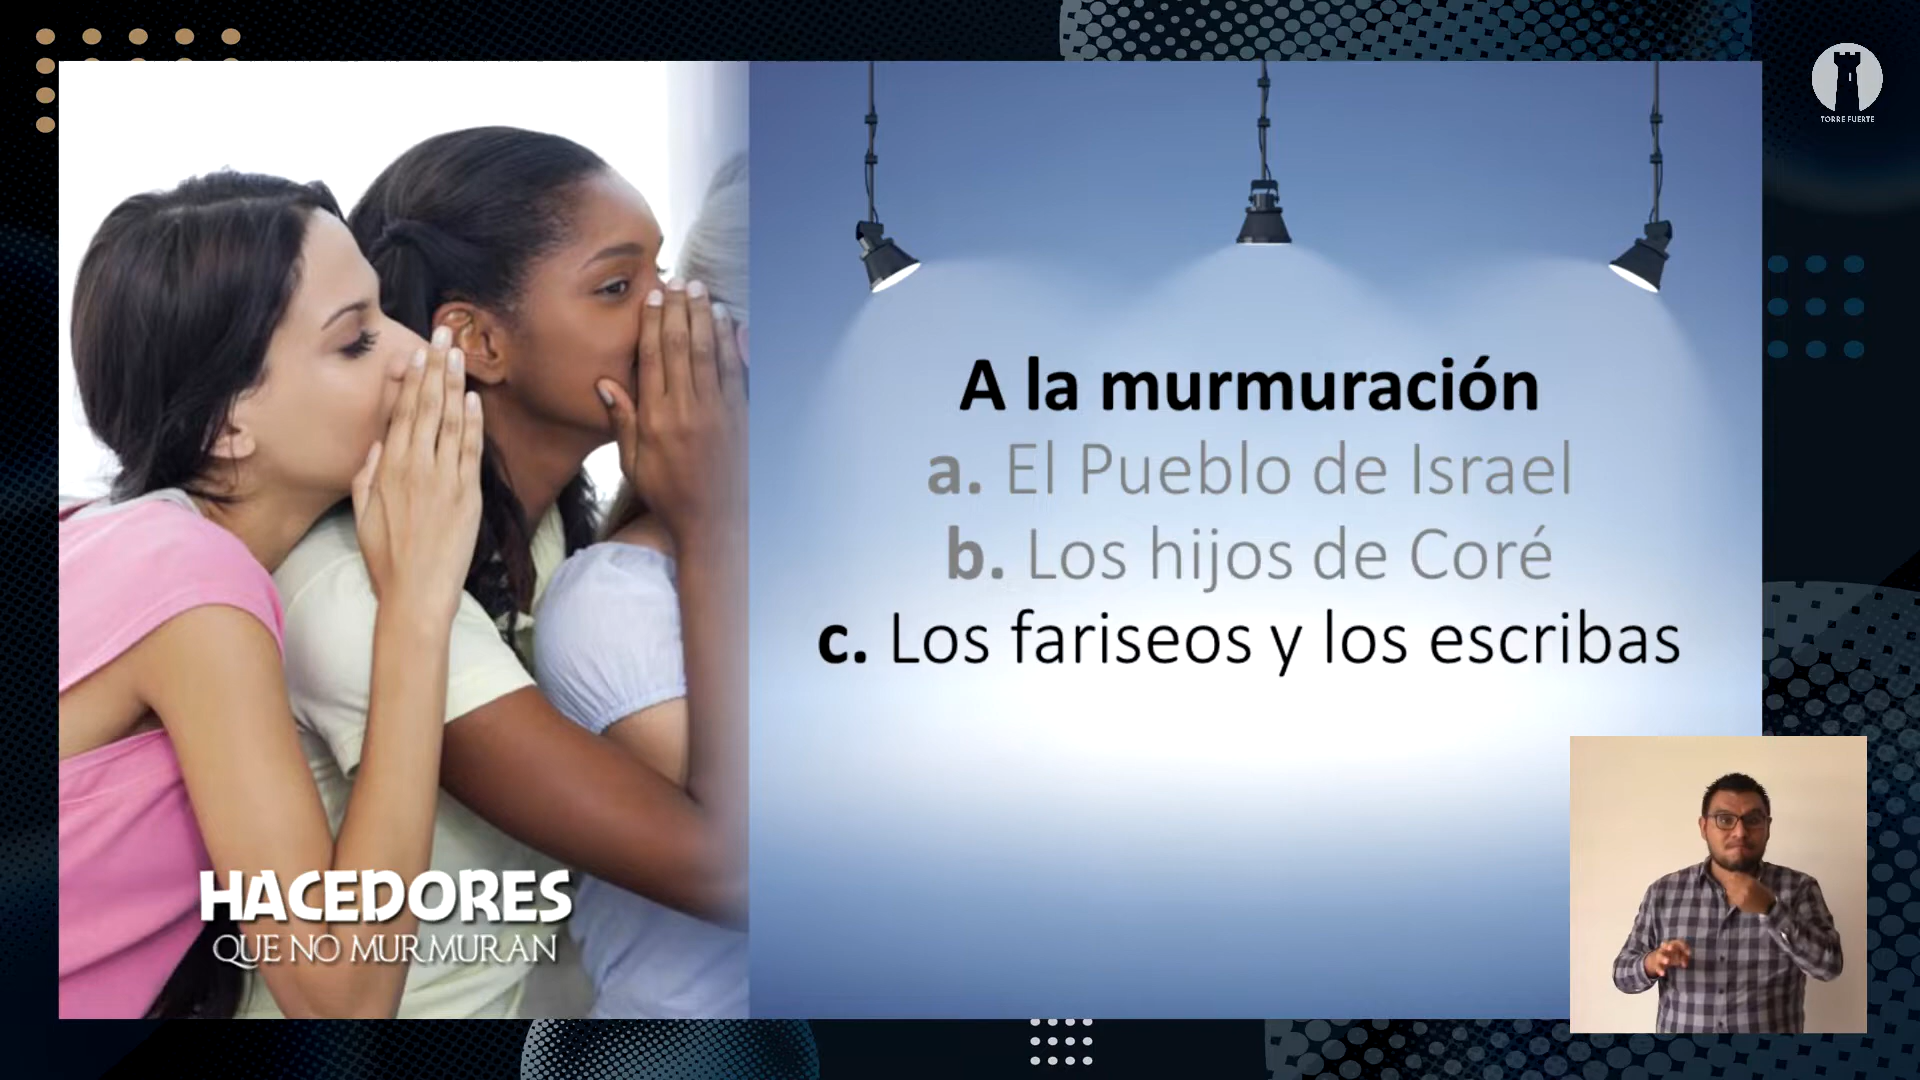 TORRE FUERTE
A la murmuración
a. El Pueblo de Israel
b. Los hijos de Coré
c. Los fariseos y los escribas
HACEDORES
QUE NO MURMURAN